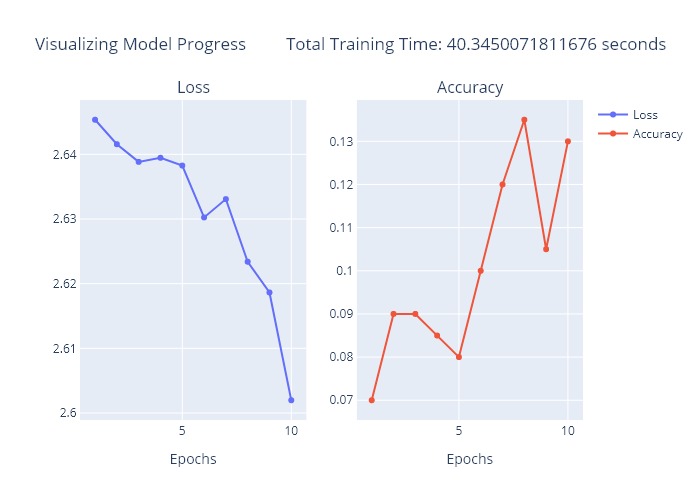 Visualizing Model Progress Total Training Time: 40.3450071811676 seconds
Loss
2.64
2.63
2.62
2.61
2.6
5 10
Epochs
Accuracy
0.13
0.12
0.11
0.1
0.09
0.08
0.07
5 10
Epochs
Loss
Accuracy